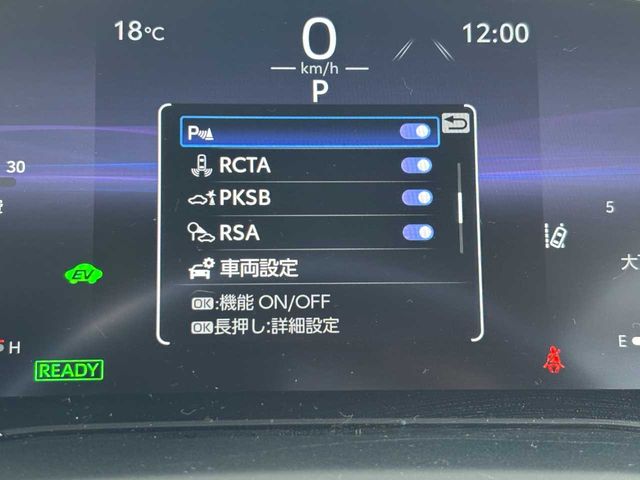 18℃
0
12:00
km/h
P
P
RCTA
PKSB
RSA
車両設定
OK:機能 ON/OFF
OK長押し:詳細設定
30
5
EV
H
E
READY